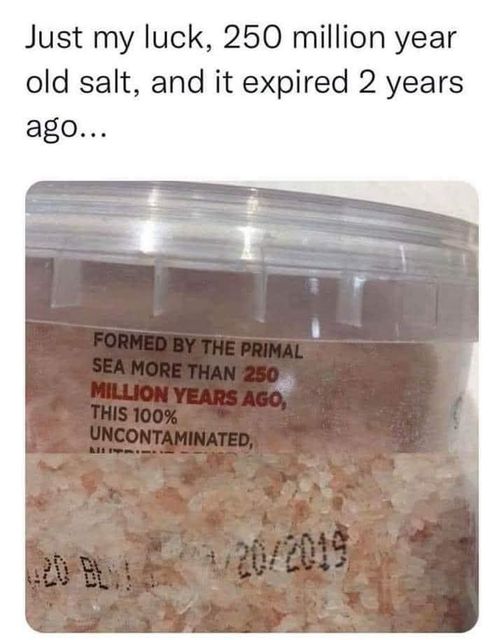 Just my luck, 250 million year
old salt, and it expired 2 years
ago...
FORMED BY THE PRIMAL
SEA MORE THAN 250
MILLION YEARS AGO,
THIS 100%
UNCONTAMINATED,
20/2019